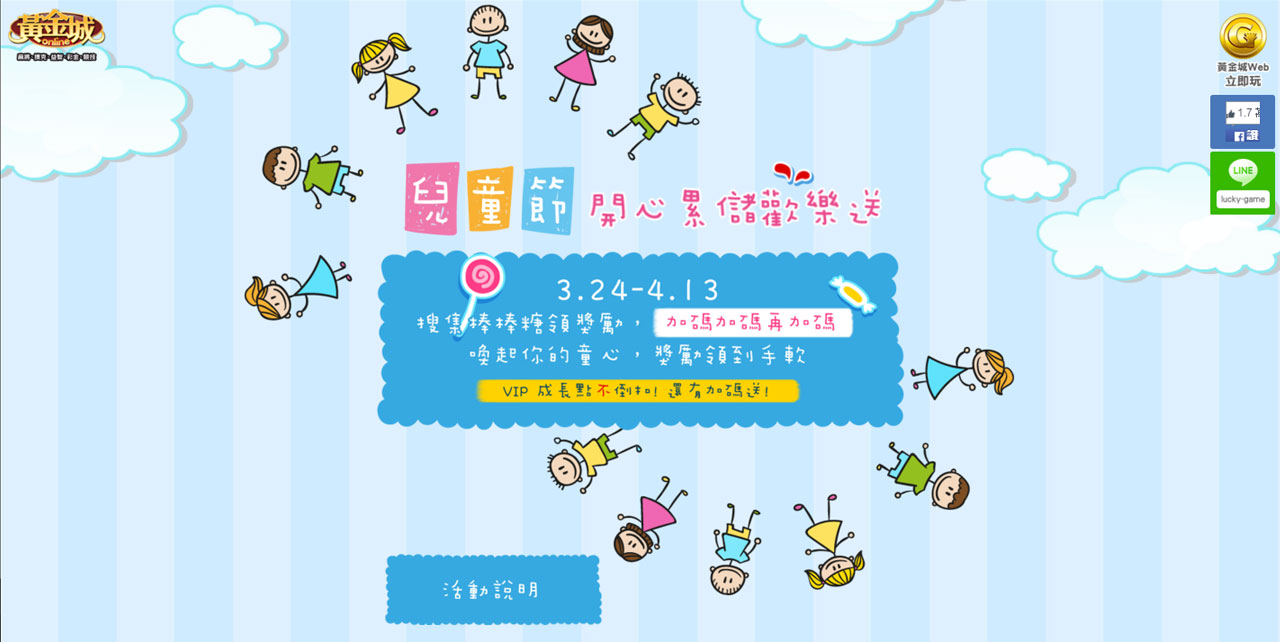 黃金城
online
兒童節 開心累儲歡樂送
3.24-4.13
搜集棒棒糖領獎勵，加碼加碼再加碼
喚起你的童心，獎勵領到手軟
VIP 成長點不倒扣! 還有加碼送!
活動說明
G
黃金城Web
立即玩
1.7
讚
LINE
lucky-game